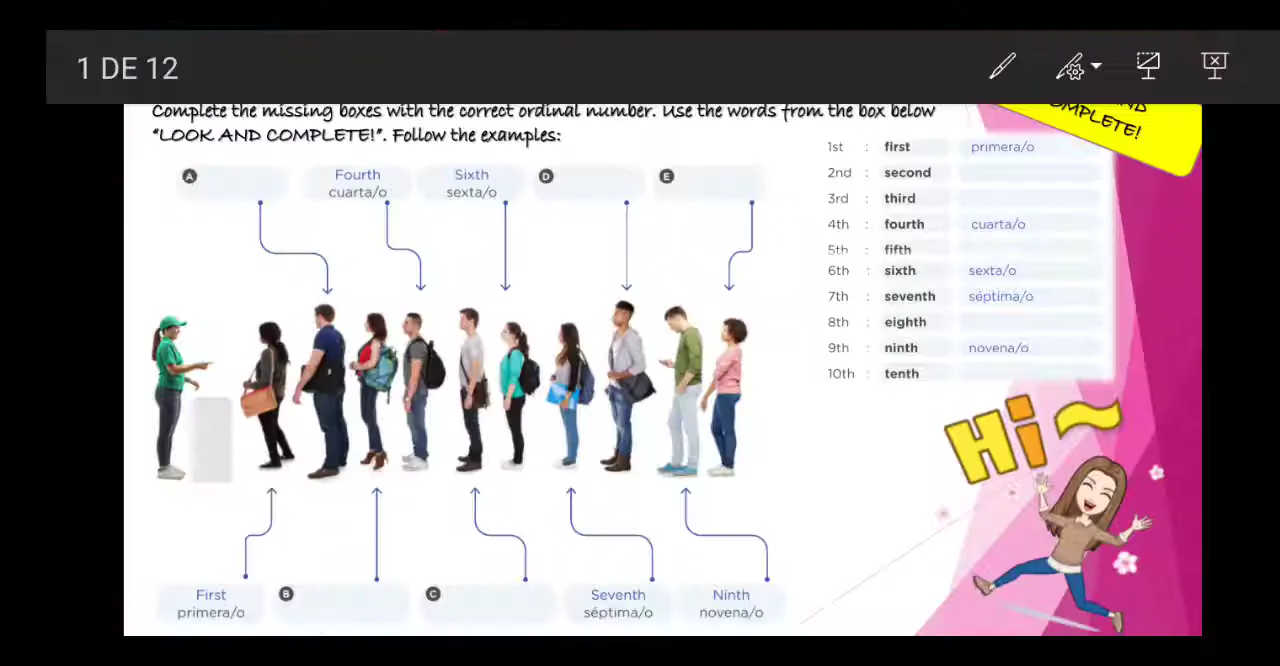 1 DE 12
Complete the missing boxes with the correct ordinal number. Use the words from the box below
"LOOK AND COMPLETE!". Follow the examples:
OMPLETE!
A
Fourth
cuarta/o
Sixth
sexta/o
D
E
First
primera/o
B
C
Seventh
séptima/o
Ninth
novena/o
1st : first primera/o
2nd : second
3rd : third
4th : fourth cuarta/o
5th : fifth
6th : sixth sexta/o
7th : seventh séptima/o
8th : eighth
9th : ninth novena/o
10th : tenth
Hi~